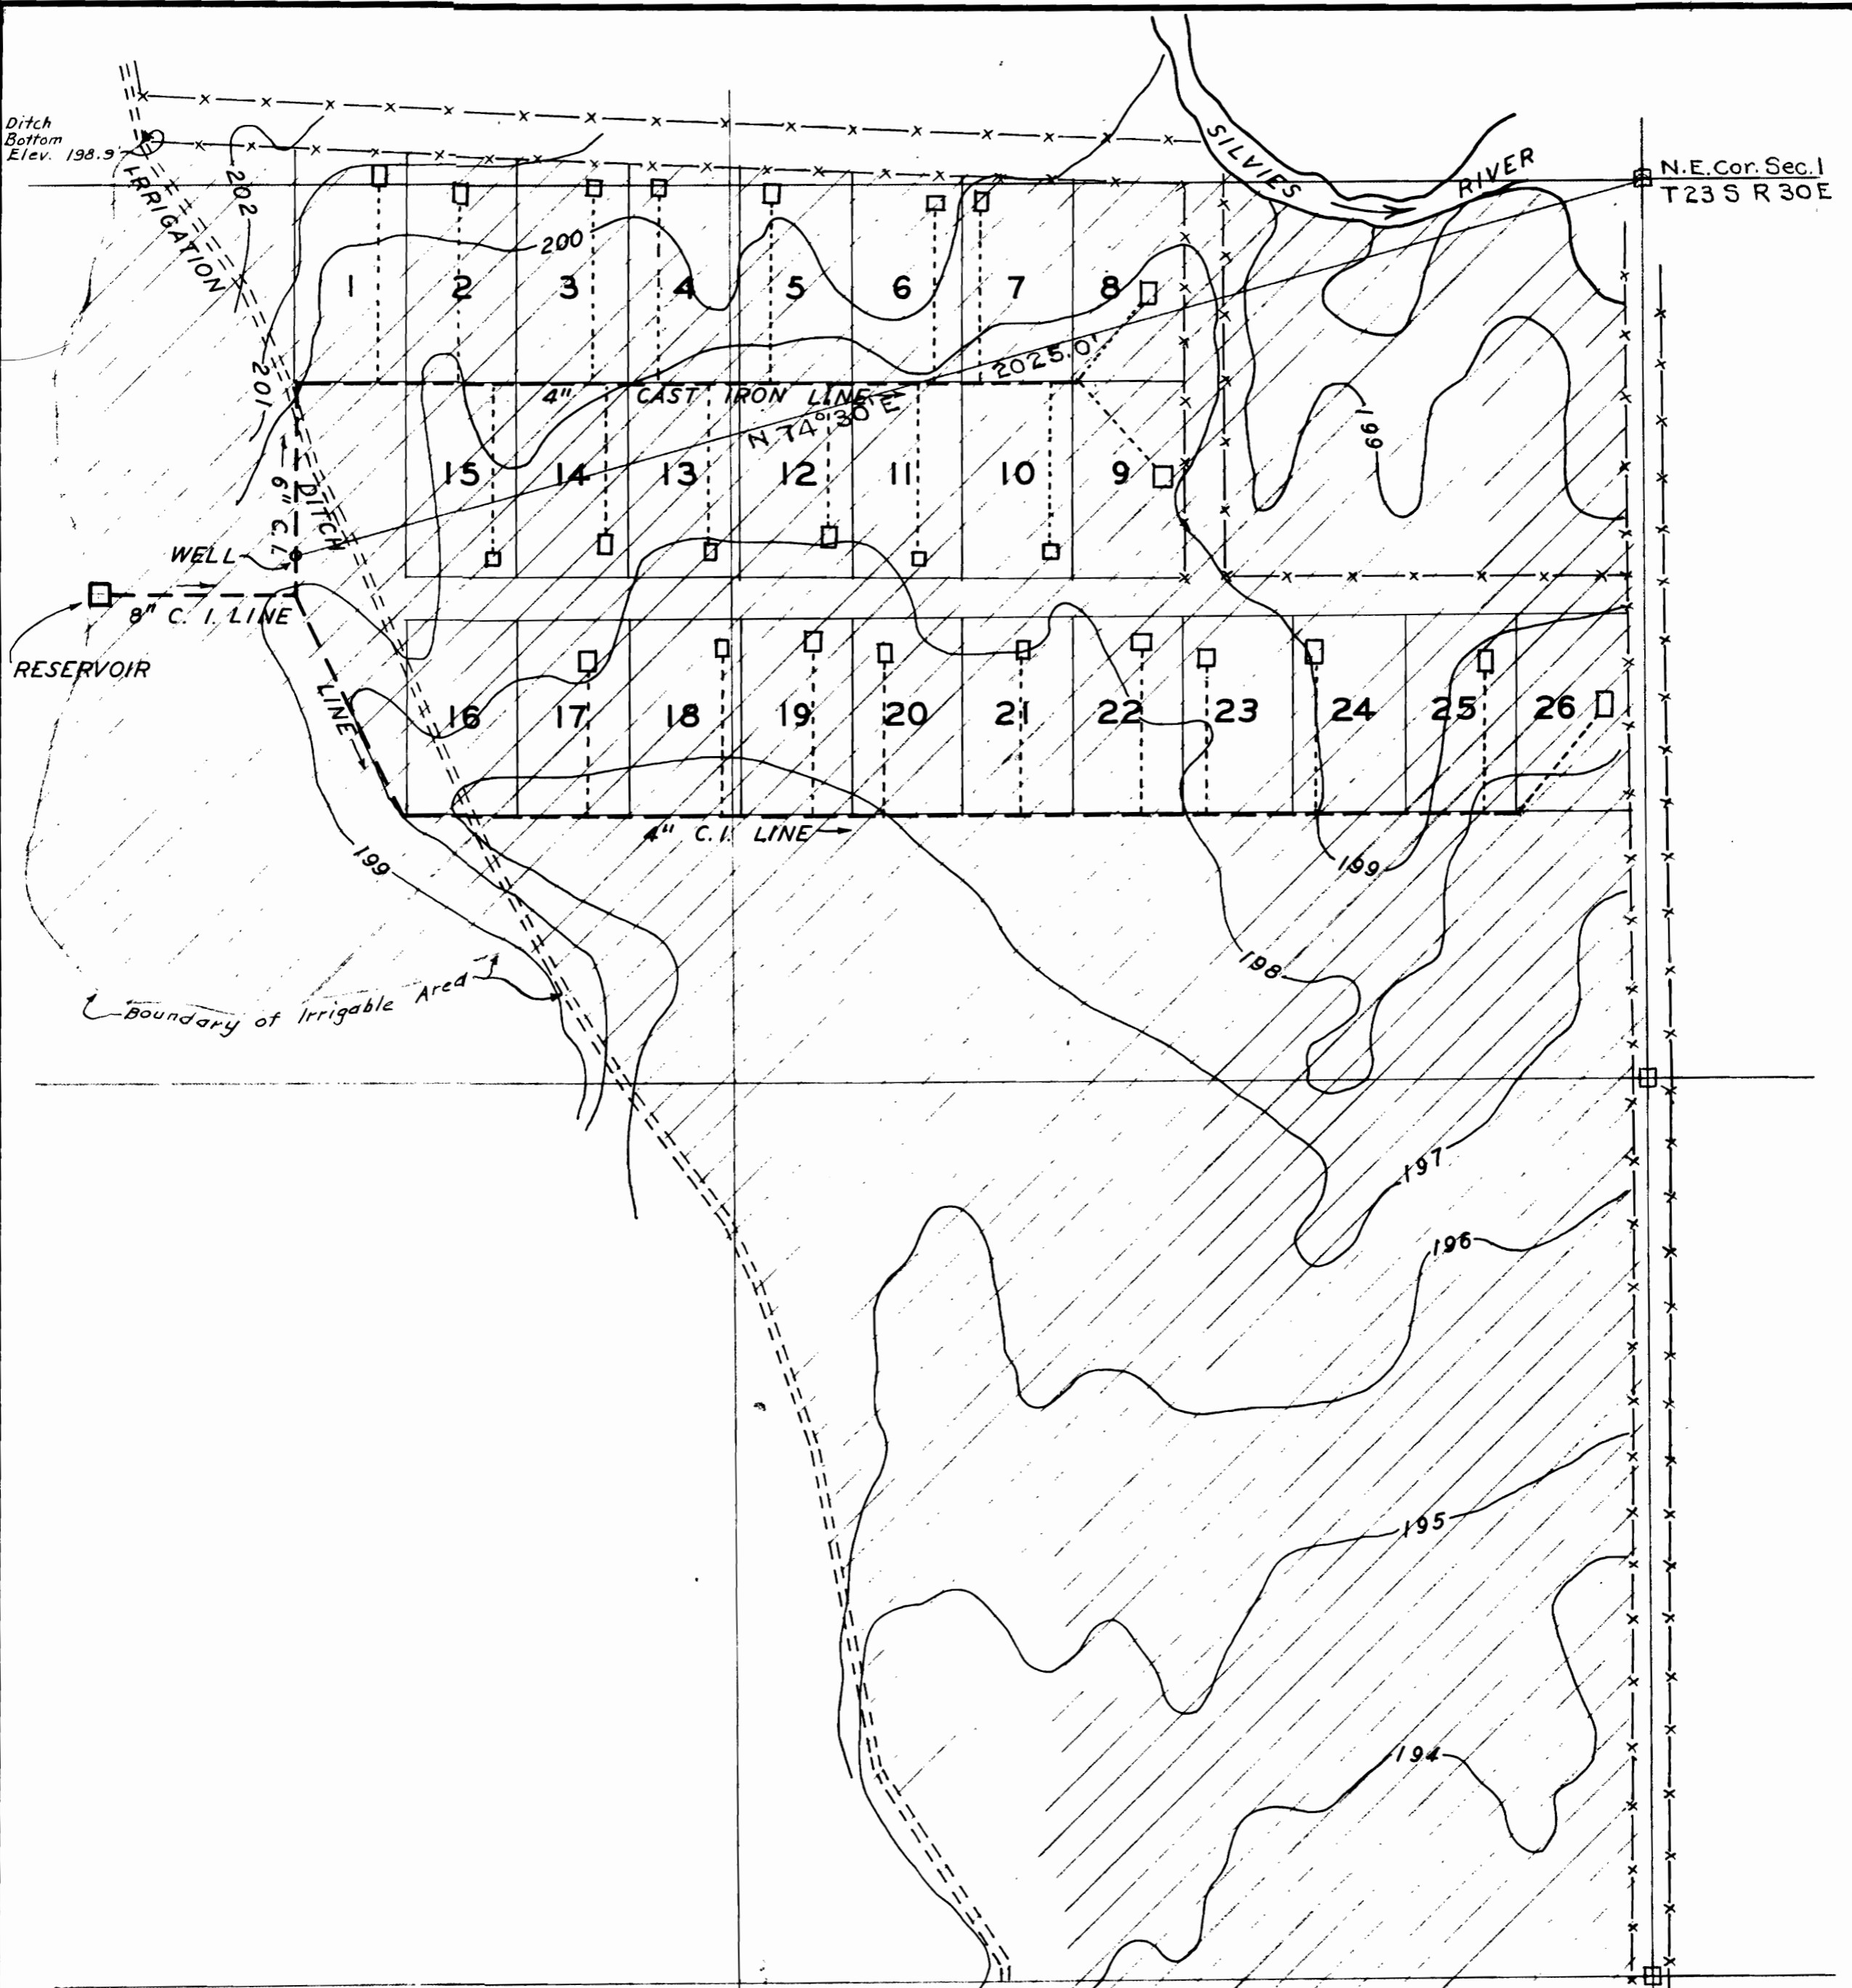 SILVIES
RIVER
N.E. Cor. Sec. 1
T 23 S R 30 E
Ditch
Bottom
Elev. 198.9
IRRIGATION
202
200
1 2 3 4 5 6 7 8
2025.0'
201
4" CAST IRON LINE
N 74° 30' E
199
6" C.I.
DITCH
15 14 13 12 11 10 9
WELL
8" C. I. LINE
RESERVOIR
LINE
16 17 18 19 20 21 22 23 24 25 26
4" C.I. LINE
199
199
198
Boundary of Irrigable Area
197
196
195
194